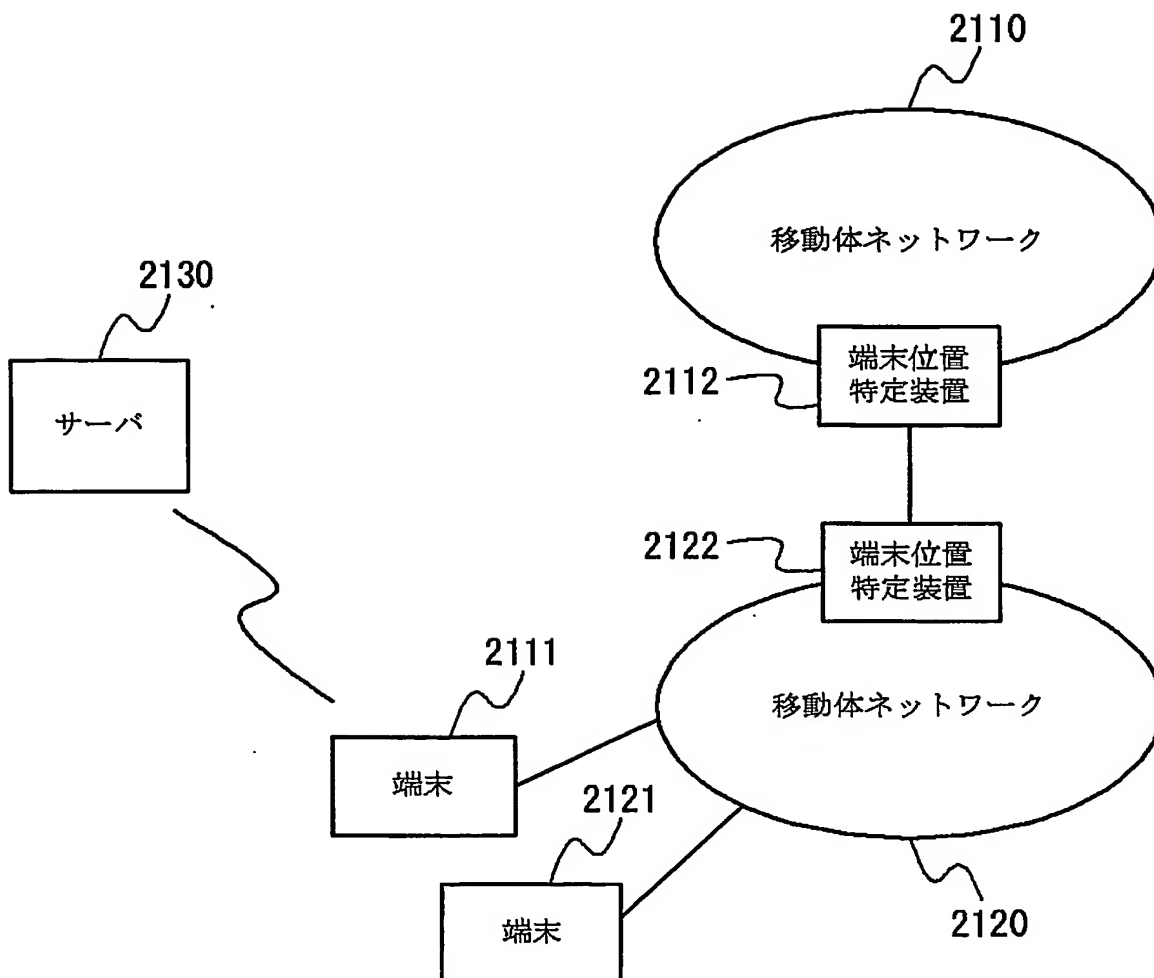 2110
移動体ネットワーク
2130
サーバ
2112
端末位置
特定装置
2122
端末位置
特定装置
2111
端末
移動体ネットワーク
2121
端末
2120